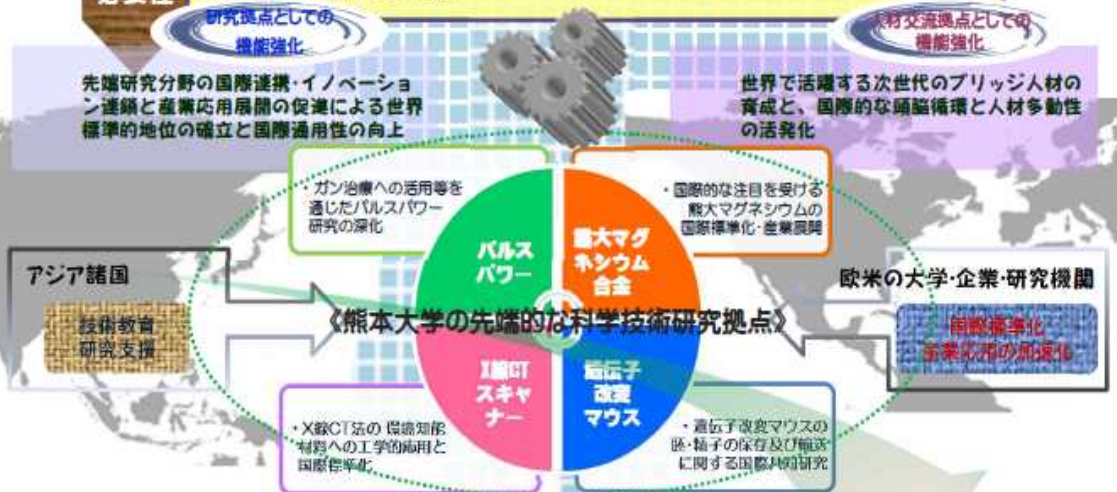 必要性
研究拠点としての
機能強化
人材交流拠点としての
機能強化
先端研究分野の国際連携・イノベーショ
ン連鎖と産業応用展開の促進による世界
標準的地位の確立と国際通用性の向上
世界で活躍する次世代のブリッジ人材の
育成と、国際的な頭脳循環と人材多動性
の活発化
・ガン治療への活用等を
通じたパルスパワー
研究の深化
・国際的な注目を受ける
熊大マグネシウムの
国際標準化・産業展開
パルス
パワー
熊大マグ
ネシウム
合金
アジア諸国
技術教育
研究支援
欧米の大学・企業・研究機関
国際標準化
産業応用の加速化
《熊本大学の先端的な科学技術研究拠点》
X線CT
スキャ
ナー
遺伝子
改変
マウス
・X線CT法の環境知能
材料への工学的応用と
国際標準化
・遺伝子改変マウスの
胚・精子の保存及び輸送
に関する国際共同研究